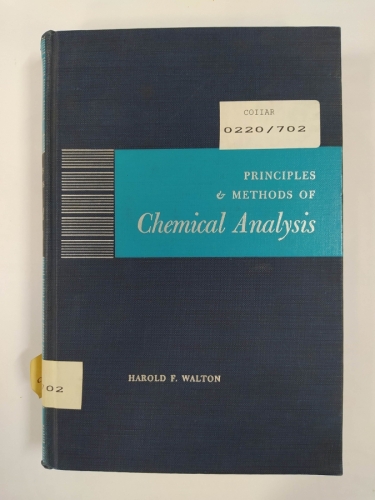 COIIAR
0220/702
PRINCIPLES
& METHODS OF
Chemical Analysis
HAROLD F. WALTON
02